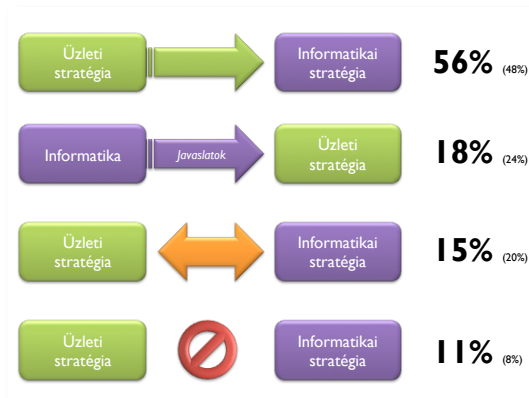 Üzleti
stratégia
Informatikai
stratégia
56% (48%)
Informatika
Javaslatok
Üzleti
stratégia
18% (24%)
Üzleti
stratégia
Informatikai
stratégia
15% (20%)
Üzleti
stratégia
Informatikai
stratégia
11% (8%)